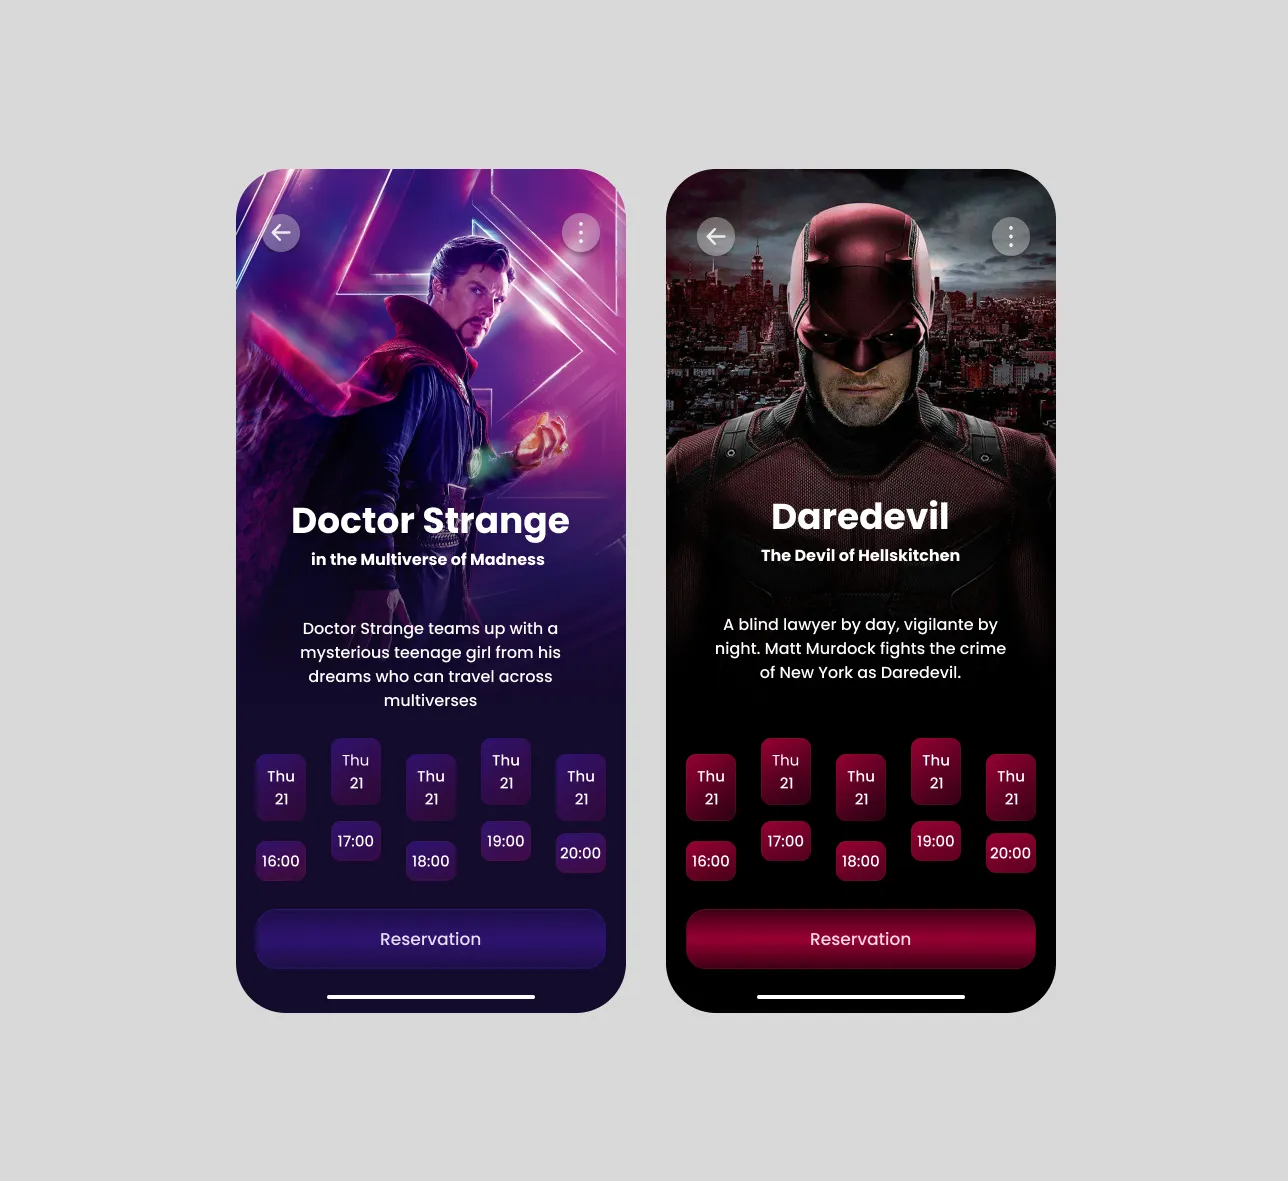 Doctor Strange
in the Multiverse of Madness
Doctor Strange teams up with a
mysterious teenage girl from his
dreams who can travel across
multiverses
Thu
21
Thu
21
Thu
21
Thu
21
Thu
21
16:00
17:00
18:00
19:00
20:00
Reservation
Daredevil
The Devil of Hellskitchen
A blind lawyer by day, vigilante by
night. Matt Murdock fights the crime
of New York as Daredevil.
Thu
21
Thu
21
Thu
21
Thu
21
Thu
21
16:00
17:00
18:00
19:00
20:00
Reservation